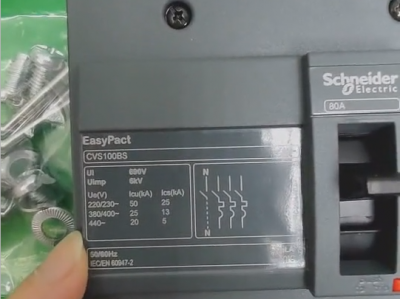 Schneider
Electric
80A
EasyPact
CVS100BS
Ui 690V
Uimp 6kV
Ue(V) Icu(kA) Ics(kA)
220/230~ 50 25
380/400~ 25 13
440~ 20 5
N
N
50/60Hz
IEC/EN 60947-2